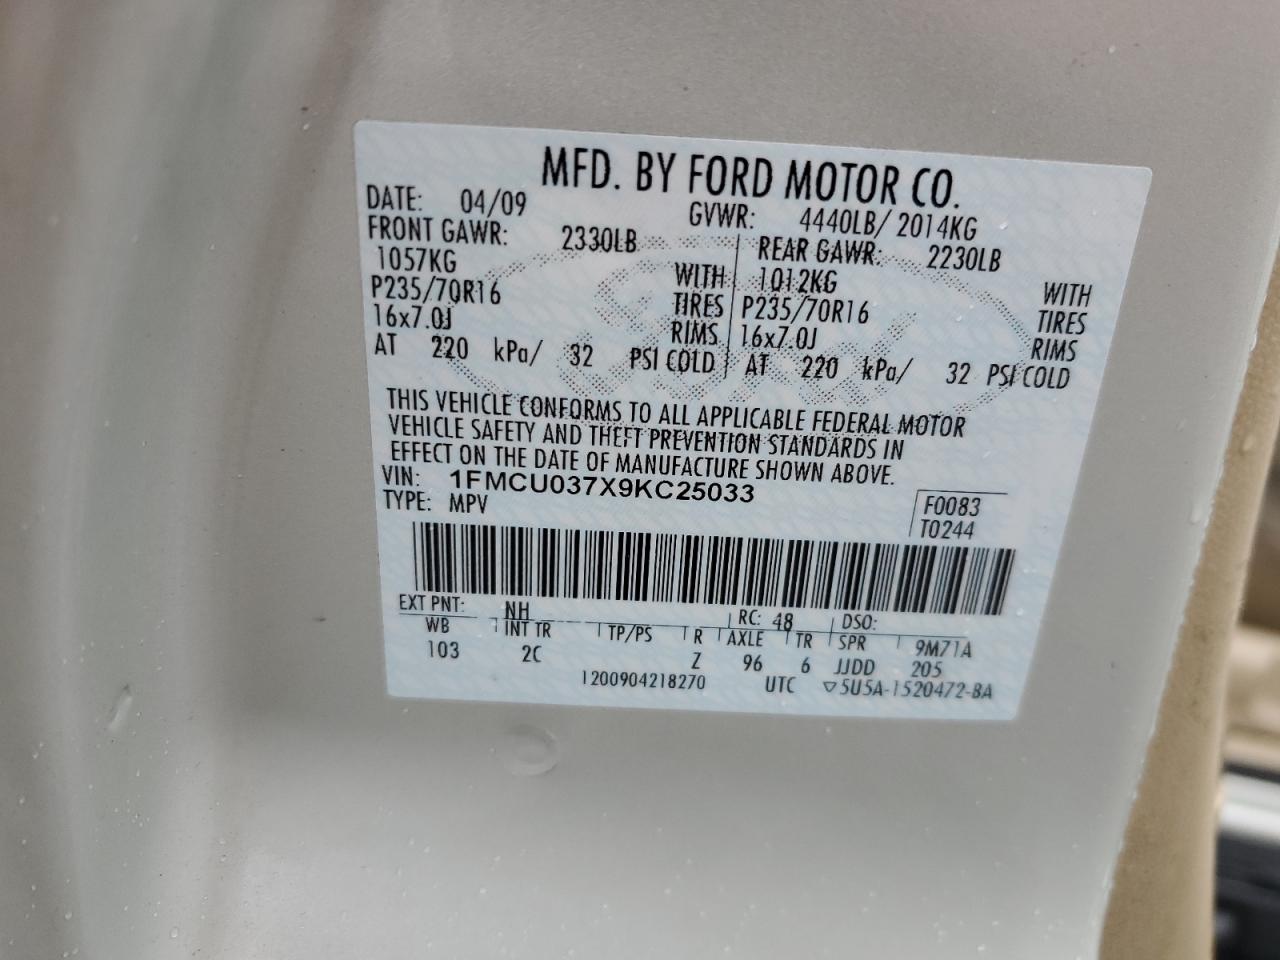 MFD. BY FORD MOTOR CO.
DATE: 04/09 GVWR: 4440LB/ 2014KG
FRONT GAWR: 2330LB REAR GAWR: 2230LB
1057KG WITH 1012KG WITH
P235/70R16 TIRES P235/70R16 TIRES
16x7.0J RIMS 16x7.0J RIMS
AT 220 kPa/ 32 PSI COLD AT 220 kPa/ 32 PSI COLD
THIS VEHICLE CONFORMS TO ALL APPLICABLE FEDERAL MOTOR
VEHICLE SAFETY AND THEFT PREVENTION STANDARDS IN
EFFECT ON THE DATE OF MANUFACTURE SHOWN ABOVE.
VIN: 1FMCU037X9KC25033 F0083
TYPE: MPV T0244
EXT PNT: NH RC: 48 DSO:
WB INT TR TP/PS R AXLE TR SPR 9M71A
103 2C Z 96 6 JJDD 205
1200904218270 UTC ▽5U5A-1520472-BA